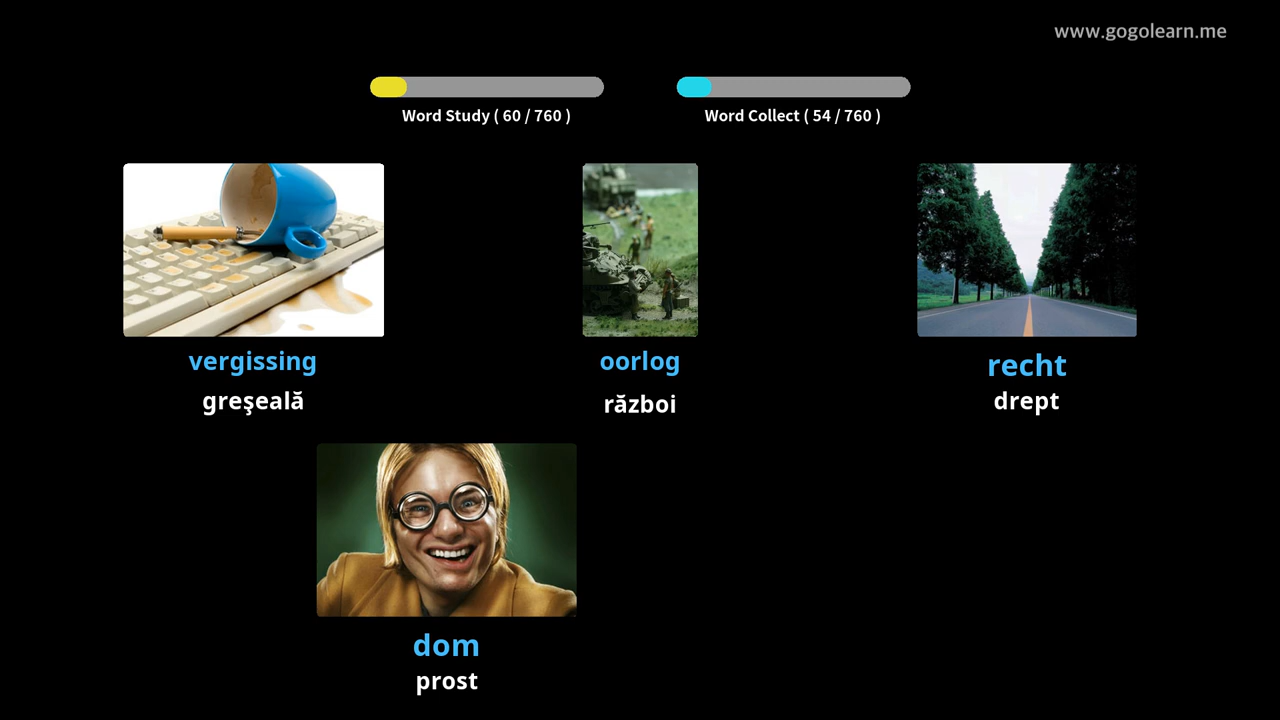 www.gogolearn.me
Word Study ( 60 / 760 )
Word Collect ( 54 / 760 )
vergissing
greşeală
oorlog
război
recht
drept
dom
prost